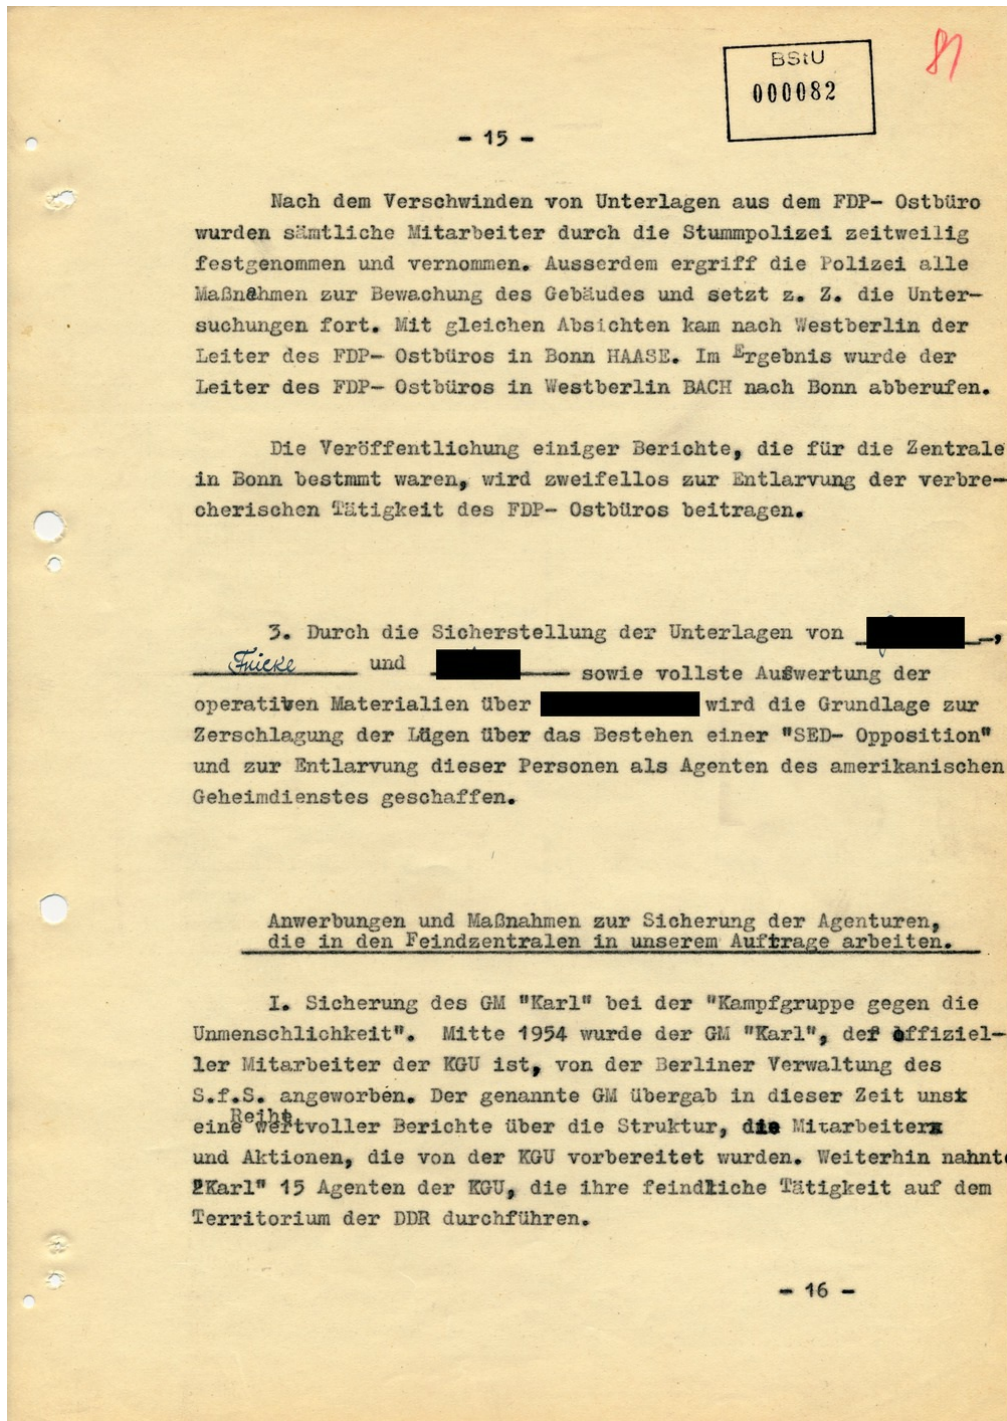 BStU
000082
81
- 15 -
Nach dem Verschwinden von Unterlagen aus dem FDP- Ostbüro
wurden sämtliche Mitarbeiter durch die Stummpolizei zeitweilig
festgenommen und vernommen. Ausserdem ergriff die Polizei alle
Maßnahmen zur Bewachung des Gebäudes und setzt z. Z. die Unter-
suchungen fort. Mit gleichen Absichten kam nach Westberlin der
Leiter des FDP- Ostbüros in Bonn HAASE. Im Ergebnis wurde der
Leiter des FDP- Ostbüros in Westberlin BACH nach Bonn abberufen.
Die Veröffentlichung einiger Berichte, die für die Zentrale
in Bonn bestmmt waren, wird zweifellos zur Entlarvung der verbre-
cherischen Tätigkeit des FDP- Ostbüros beitragen.
3. Durch die Sicherstellung der Unterlagen von ,
Fricke und sowie vollste Auswertung der
operativen Materialien über wird die Grundlage zur
Zerschlagung der Lügen über das Bestehen einer "SED- Opposition"
und zur Entlarvung dieser Personen als Agenten des amerikanischen
Geheimdienstes geschaffen.
Anwerbungen und Maßnahmen zur Sicherung der Agenturen,
die in den Feindzentralen in unserem Auftrage arbeiten.
I. Sicherung des GM "Karl" bei der "Kampfgruppe gegen die
Unmenschlichkeit". Mitte 1954 wurde der GM "Karl", der offiziel-
ler Mitarbeiter der KGU ist, von der Berliner Verwaltung des
S.f.S. angeworben. Der genannte GM übergab in dieser Zeit uns
eine Reihe wertvoller Berichte über die Struktur, die Mitarbeiter
und Aktionen, die von der KGU vorbereitet wurden. Weiterhin nahnte
"Karl" 15 Agenten der KGU, die ihre feindliche Tätigkeit auf dem
Territorium der DDR durchführen.
- 16 -